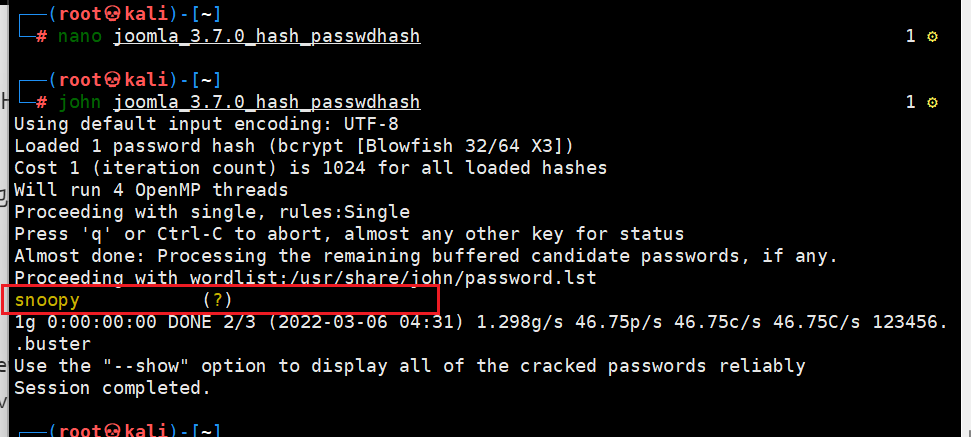 ┌──(root㉿kali)-[~]
└─# nano joomla_3.7.0_hash_passwdhash 1 ⚙
┌──(root㉿kali)-[~]
└─# john joomla_3.7.0_hash_passwdhash 1 ⚙
Using default input encoding: UTF-8
Loaded 1 password hash (bcrypt [Blowfish 32/64 X3])
Cost 1 (iteration count) is 1024 for all loaded hashes
Will run 4 OpenMP threads
Proceeding with single, rules:Single
Press 'q' or Ctrl-C to abort, almost any other key for status
Almost done: Processing the remaining buffered candidate passwords, if any.
Proceeding with wordlist:/usr/share/john/password.lst
snoopy (?)
1g 0:00:00:00 DONE 2/3 (2022-03-06 04:31) 1.298g/s 46.75p/s 46.75c/s 46.75C/s 123456.
.buster
Use the "--show" option to display all of the cracked passwords reliably
Session completed.
┌──(root㉿kali)-[~]